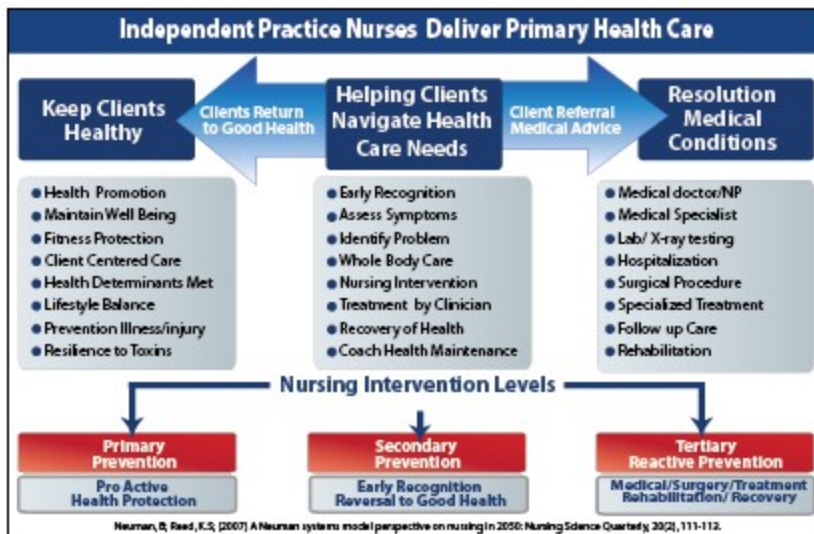 Independent Practice Nurses Deliver Primary Health Care
Keep Clients
Healthy
Clients Return
to Good Health
Helping Clients
Navigate Health
Care Needs
Client Referral
Medical Advice
Resolution
Medical
Conditions
Health Promotion
Maintain Well Being
Fitness Protection
Client Centered Care
Health Determinants Met
Lifestyle Balance
Prevention Illness/injury
Resilience to Toxins
Early Recognition
Assess Symptoms
Identify Problem
Whole Body Care
Nursing Intervention
Treatment by Clinician
Recovery of Health
Coach Health Maintenance
Medical doctor/NP
Medical Specialist
Lab/ X-ray testing
Hospitalization
Surgical Procedure
Specialized Treatment
Follow up Care
Rehabilitation
Nursing Intervention Levels
Primary
Prevention
Pro Active
Health Protection
Secondary
Prevention
Early Recognition
Reversal to Good Health
Tertiary
Reactive Prevention
Medical/Surgery/Treatment
Rehabilitation/ Recovery
Neuman, B; Reed, K.S; (2007) A Neuman systems model perspective on nursing in 2050: Nursing Science Quarterly, 20(2), 111-113.